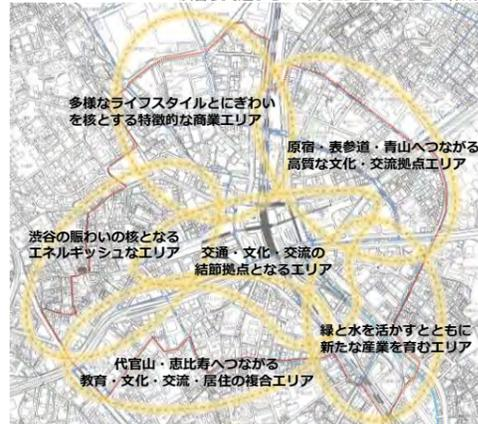 多様なライフスタイルとにぎわい
を核とする特徴的な商業エリア
原宿・表参道・青山へつながる
高質な文化・交流拠点エリア
渋谷の賑わいの核となる
エネルギッシュなエリア
交通・文化・交流の
結節拠点となるエリア
緑と水を活かすとともに
新たな産業を育むエリア
代官山・恵比寿へつながる
教育・文化・交流・居住の複合エリア